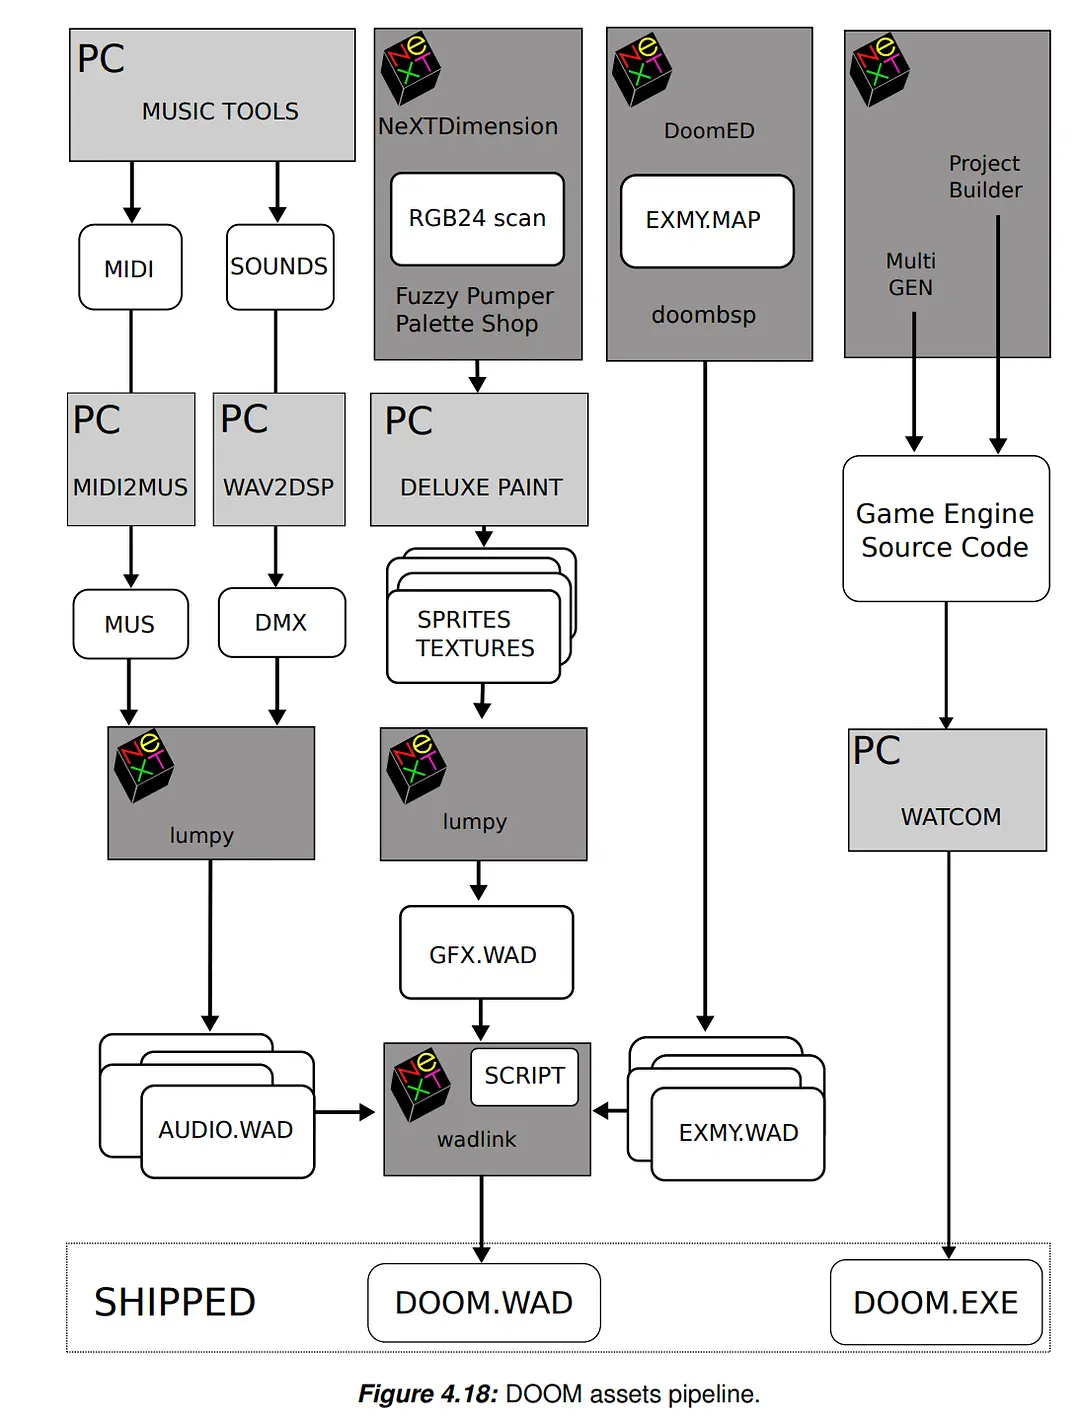 PC
MUSIC TOOLS
NeXT
NeXTDimension
RGB24 scan
Fuzzy Pumper
Palette Shop
NeXT
DoomED
EXMY.MAP
doombsp
NeXT
Project
Builder
Multi
GEN
MIDI
SOUNDS
PC
MIDI2MUS
PC
WAV2DSP
PC
DELUXE PAINT
Game Engine
Source Code
MUS
DMX
SPRITES
TEXTURES
NeXT
lumpy
NeXT
lumpy
PC
WATCOM
GFX.WAD
AUDIO.WAD
NeXT
SCRIPT
wadlink
EXMY.WAD
SHIPPED
DOOM.WAD
DOOM.EXE
Figure 4.18: DOOM assets pipeline.